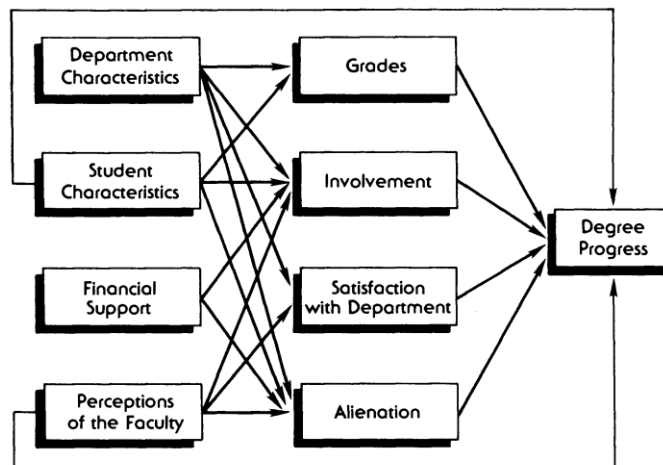 Department
Characteristics
Grades
Student
Characteristics
Involvement
Degree
Progress
Financial
Support
Satisfaction
with Department
Perceptions
of the Faculty
Alienation